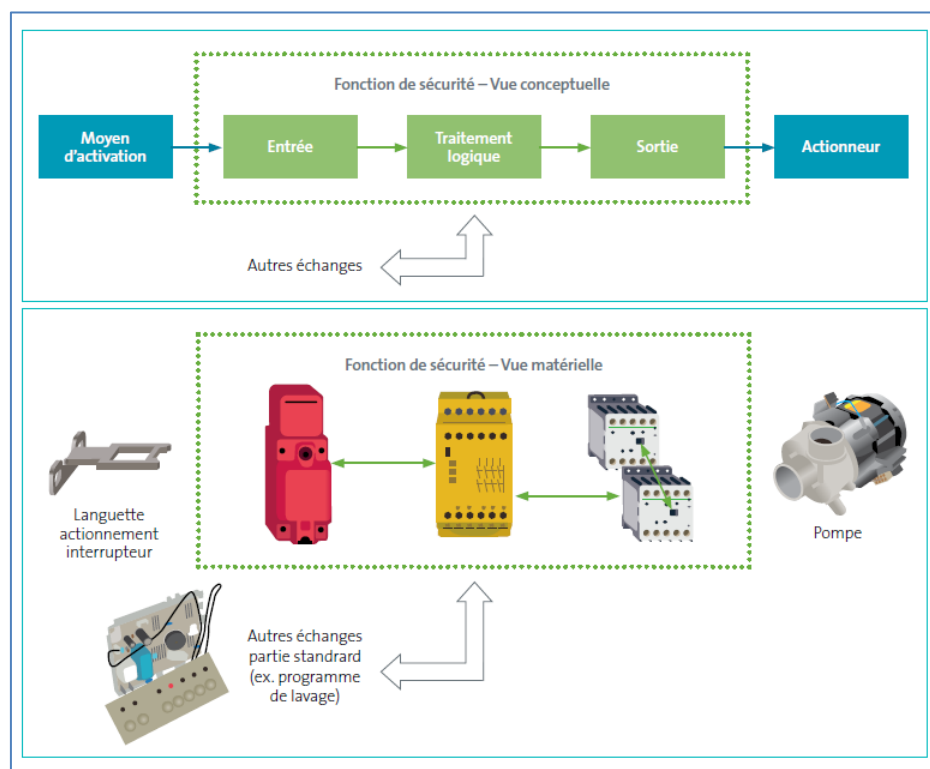 Fonction de sécurité – Vue conceptuelle
Moyen
d'activation
Entrée
Traitement
logique
Sortie
Actionneur
Autres échanges
Fonction de sécurité – Vue matérielle
Languette
actionnement
interrupteur
Pompe
Autres échanges
partie standrard
(ex. programme
de lavage)